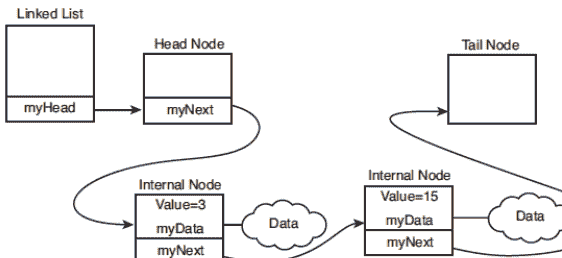 Linked List
Head Node
Tail Node
myHead
myNext
Internal Node
Value=3
myData
myNext
Data
Internal Node
Value=15
myData
myNext
Data